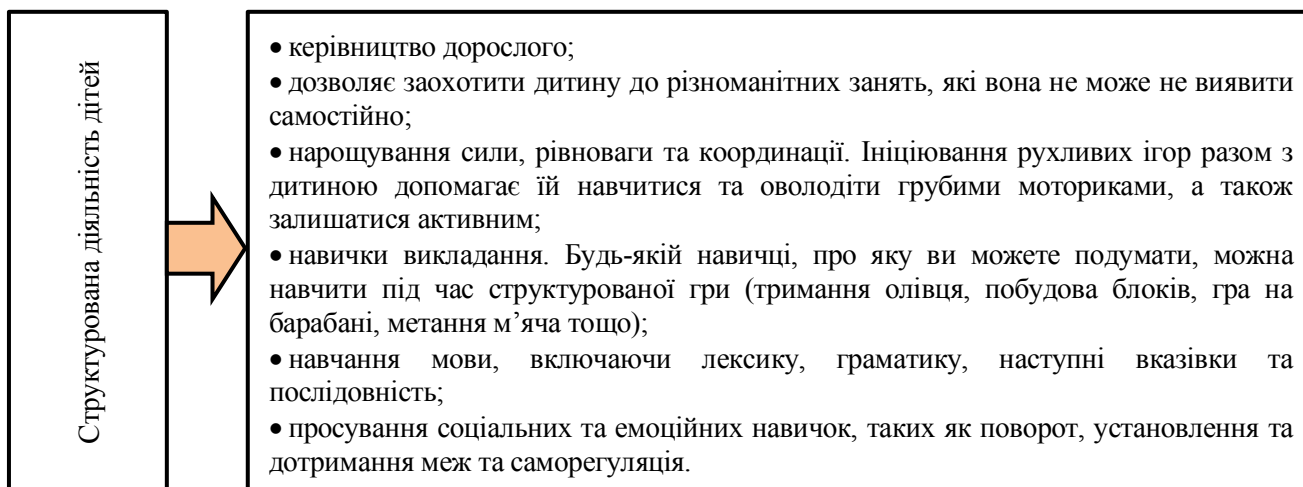 Структурована діяльність дітей
• керівництво дорослого;
• дозволяє заохотити дитину до різноманітних занять, які вона не може не виявити
самостійно;
• нарощування сили, рівноваги та координації. Ініціювання рухливих ігор разом з
дитиною допомагає їй навчитися та оволодіти грубими моториками, а також
залишатися активним;
• навички викладання. Будь-якій навичці, про яку ви можете подумати, можна
навчити під час структурованої гри (тримання олівця, побудова блоків, гра на
барабані, метання м’яча тощо);
• навчання мови, включаючи лексику, граматику, наступні вказівки та
послідовність;
• просування соціальних та емоційних навичок, таких як поворот, установлення та
дотримання меж та саморегуляція.